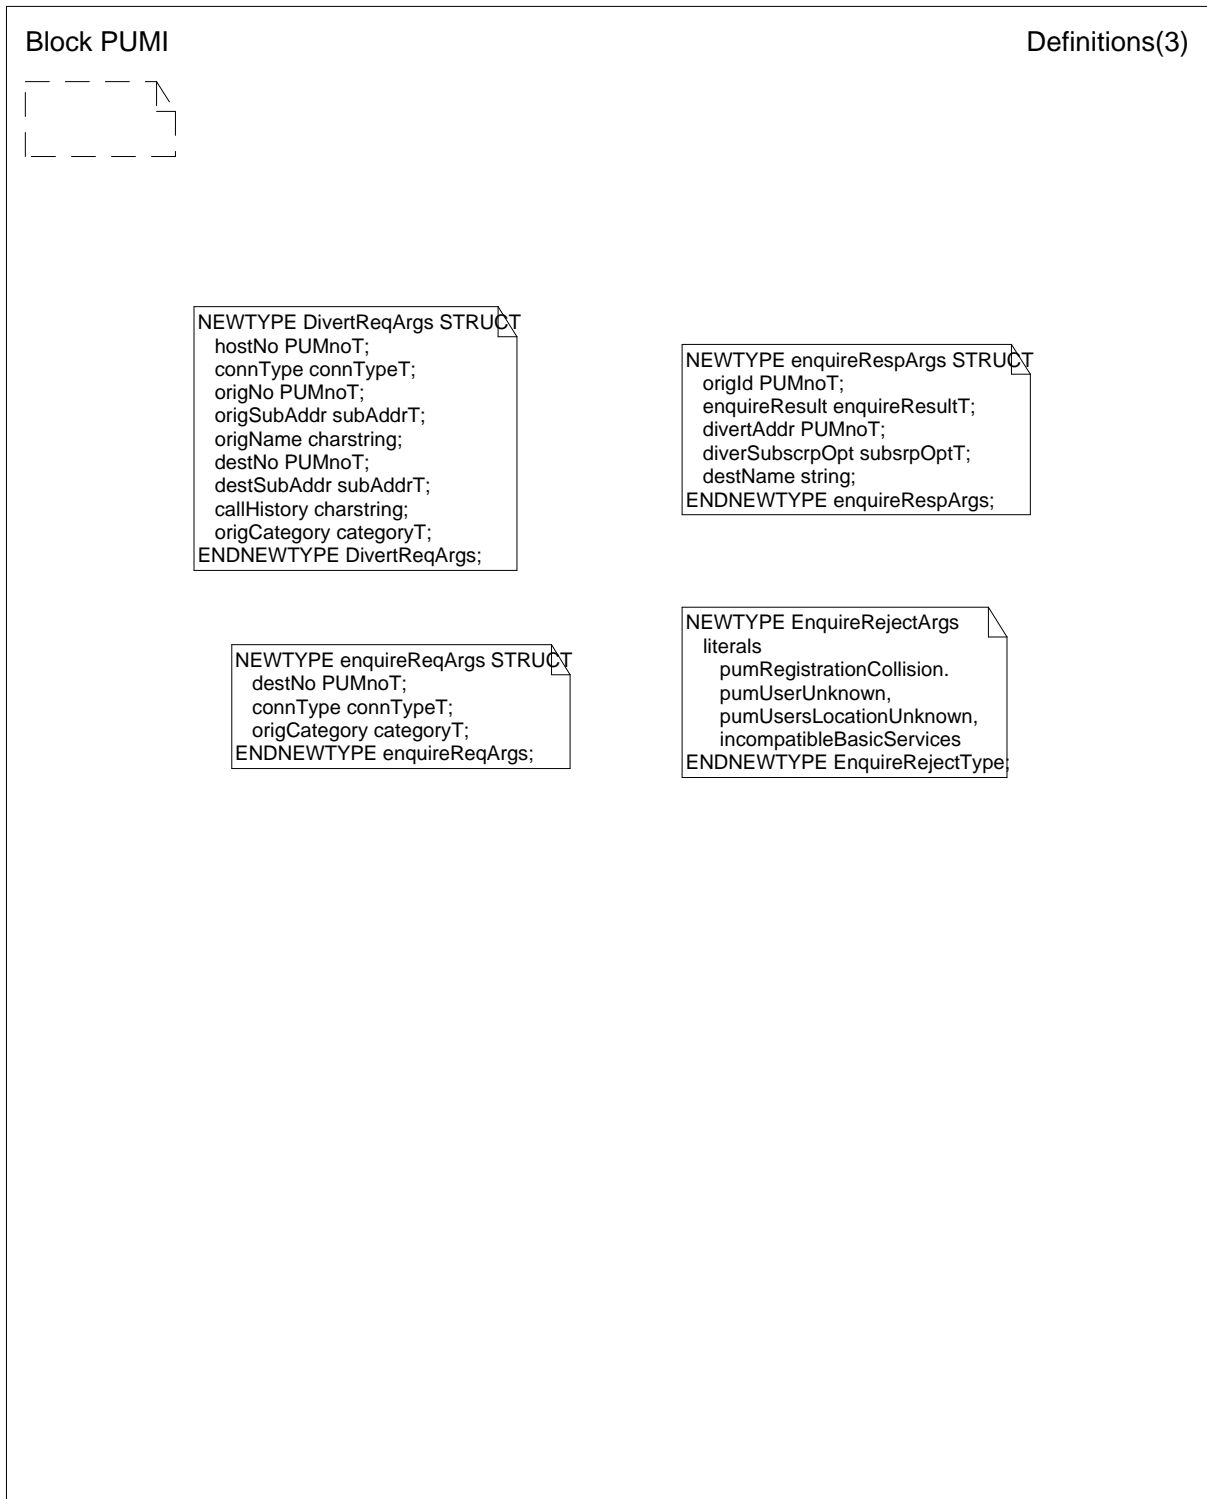 Block PUMI
Definitions(3)
NEWTYPE DivertReqArgs STRUCT
hostNo PUMnoT;
connType connTypeT;
origNo PUMnoT;
origSubAddr subAddrT;
origName charstring;
destNo PUMnoT;
destSubAddr subAddrT;
callHistory charstring;
origCategory categoryT;
ENDNEWTYPE DivertReqArgs;
NEWTYPE enquireRespArgs STRUCT
origId PUMnoT;
enquireResult enquireResultT;
divertAddr PUMnoT;
diverSubscrpOpt subsrpOptT;
destName string;
ENDNEWTYPE enquireRespArgs;
NEWTYPE enquireReqArgs STRUCT
destNo PUMnoT;
connType connTypeT;
origCategory categoryT;
ENDNEWTYPE enquireReqArgs;
NEWTYPE EnquireRejectArgs
literals
pumRegistrationCollision.
pumUserUnknown,
pumUsersLocationUnknown,
incompatibleBasicServices
ENDNEWTYPE EnquireRejectType;